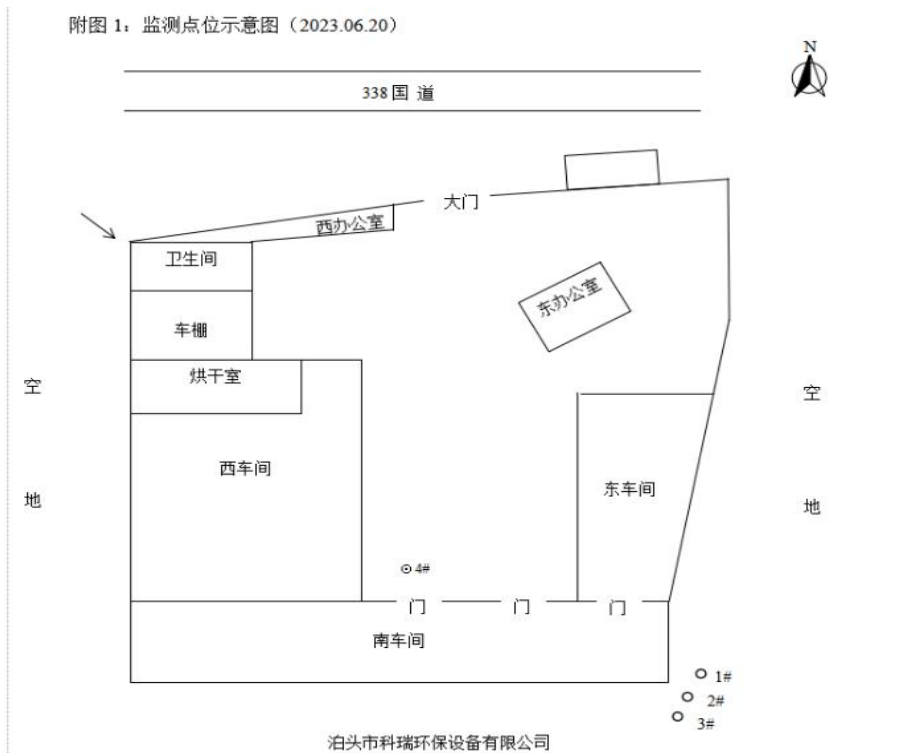 附图 1：监测点位示意图（2023.06.20）
N
338 国 道
大门
西办公室
卫生间
东办公室
车棚
烘干室
空
地
空
地
西车间
东车间
4#
门
门
门
南车间
1#
2#
3#
泊头市科瑞环保设备有限公司